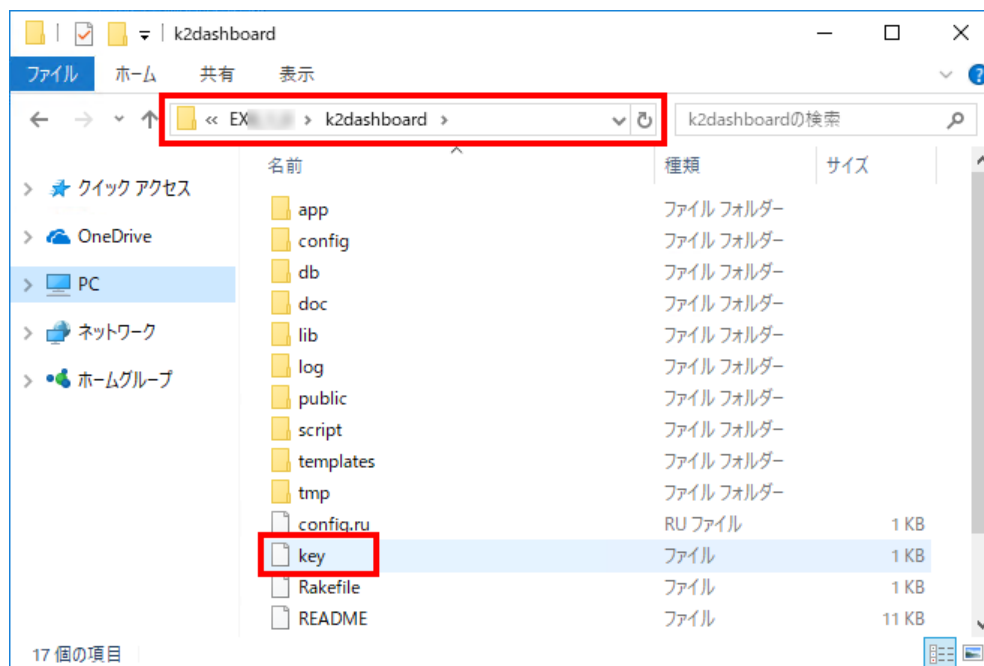 k2dashboard
ファイル ホーム 共有 表示
« EX > k2dashboard > k2dashboardの検索
名前 種類 サイズ
クイック アクセス
OneDrive
PC
ネットワーク
ホームグループ
app ファイル フォルダー
config ファイル フォルダー
db ファイル フォルダー
doc ファイル フォルダー
lib ファイル フォルダー
log ファイル フォルダー
public ファイル フォルダー
script ファイル フォルダー
templates ファイル フォルダー
tmp ファイル フォルダー
config.ru RU ファイル 1 KB
key ファイル 1 KB
Rakefile ファイル 1 KB
README ファイル 11 KB
17 個の項目